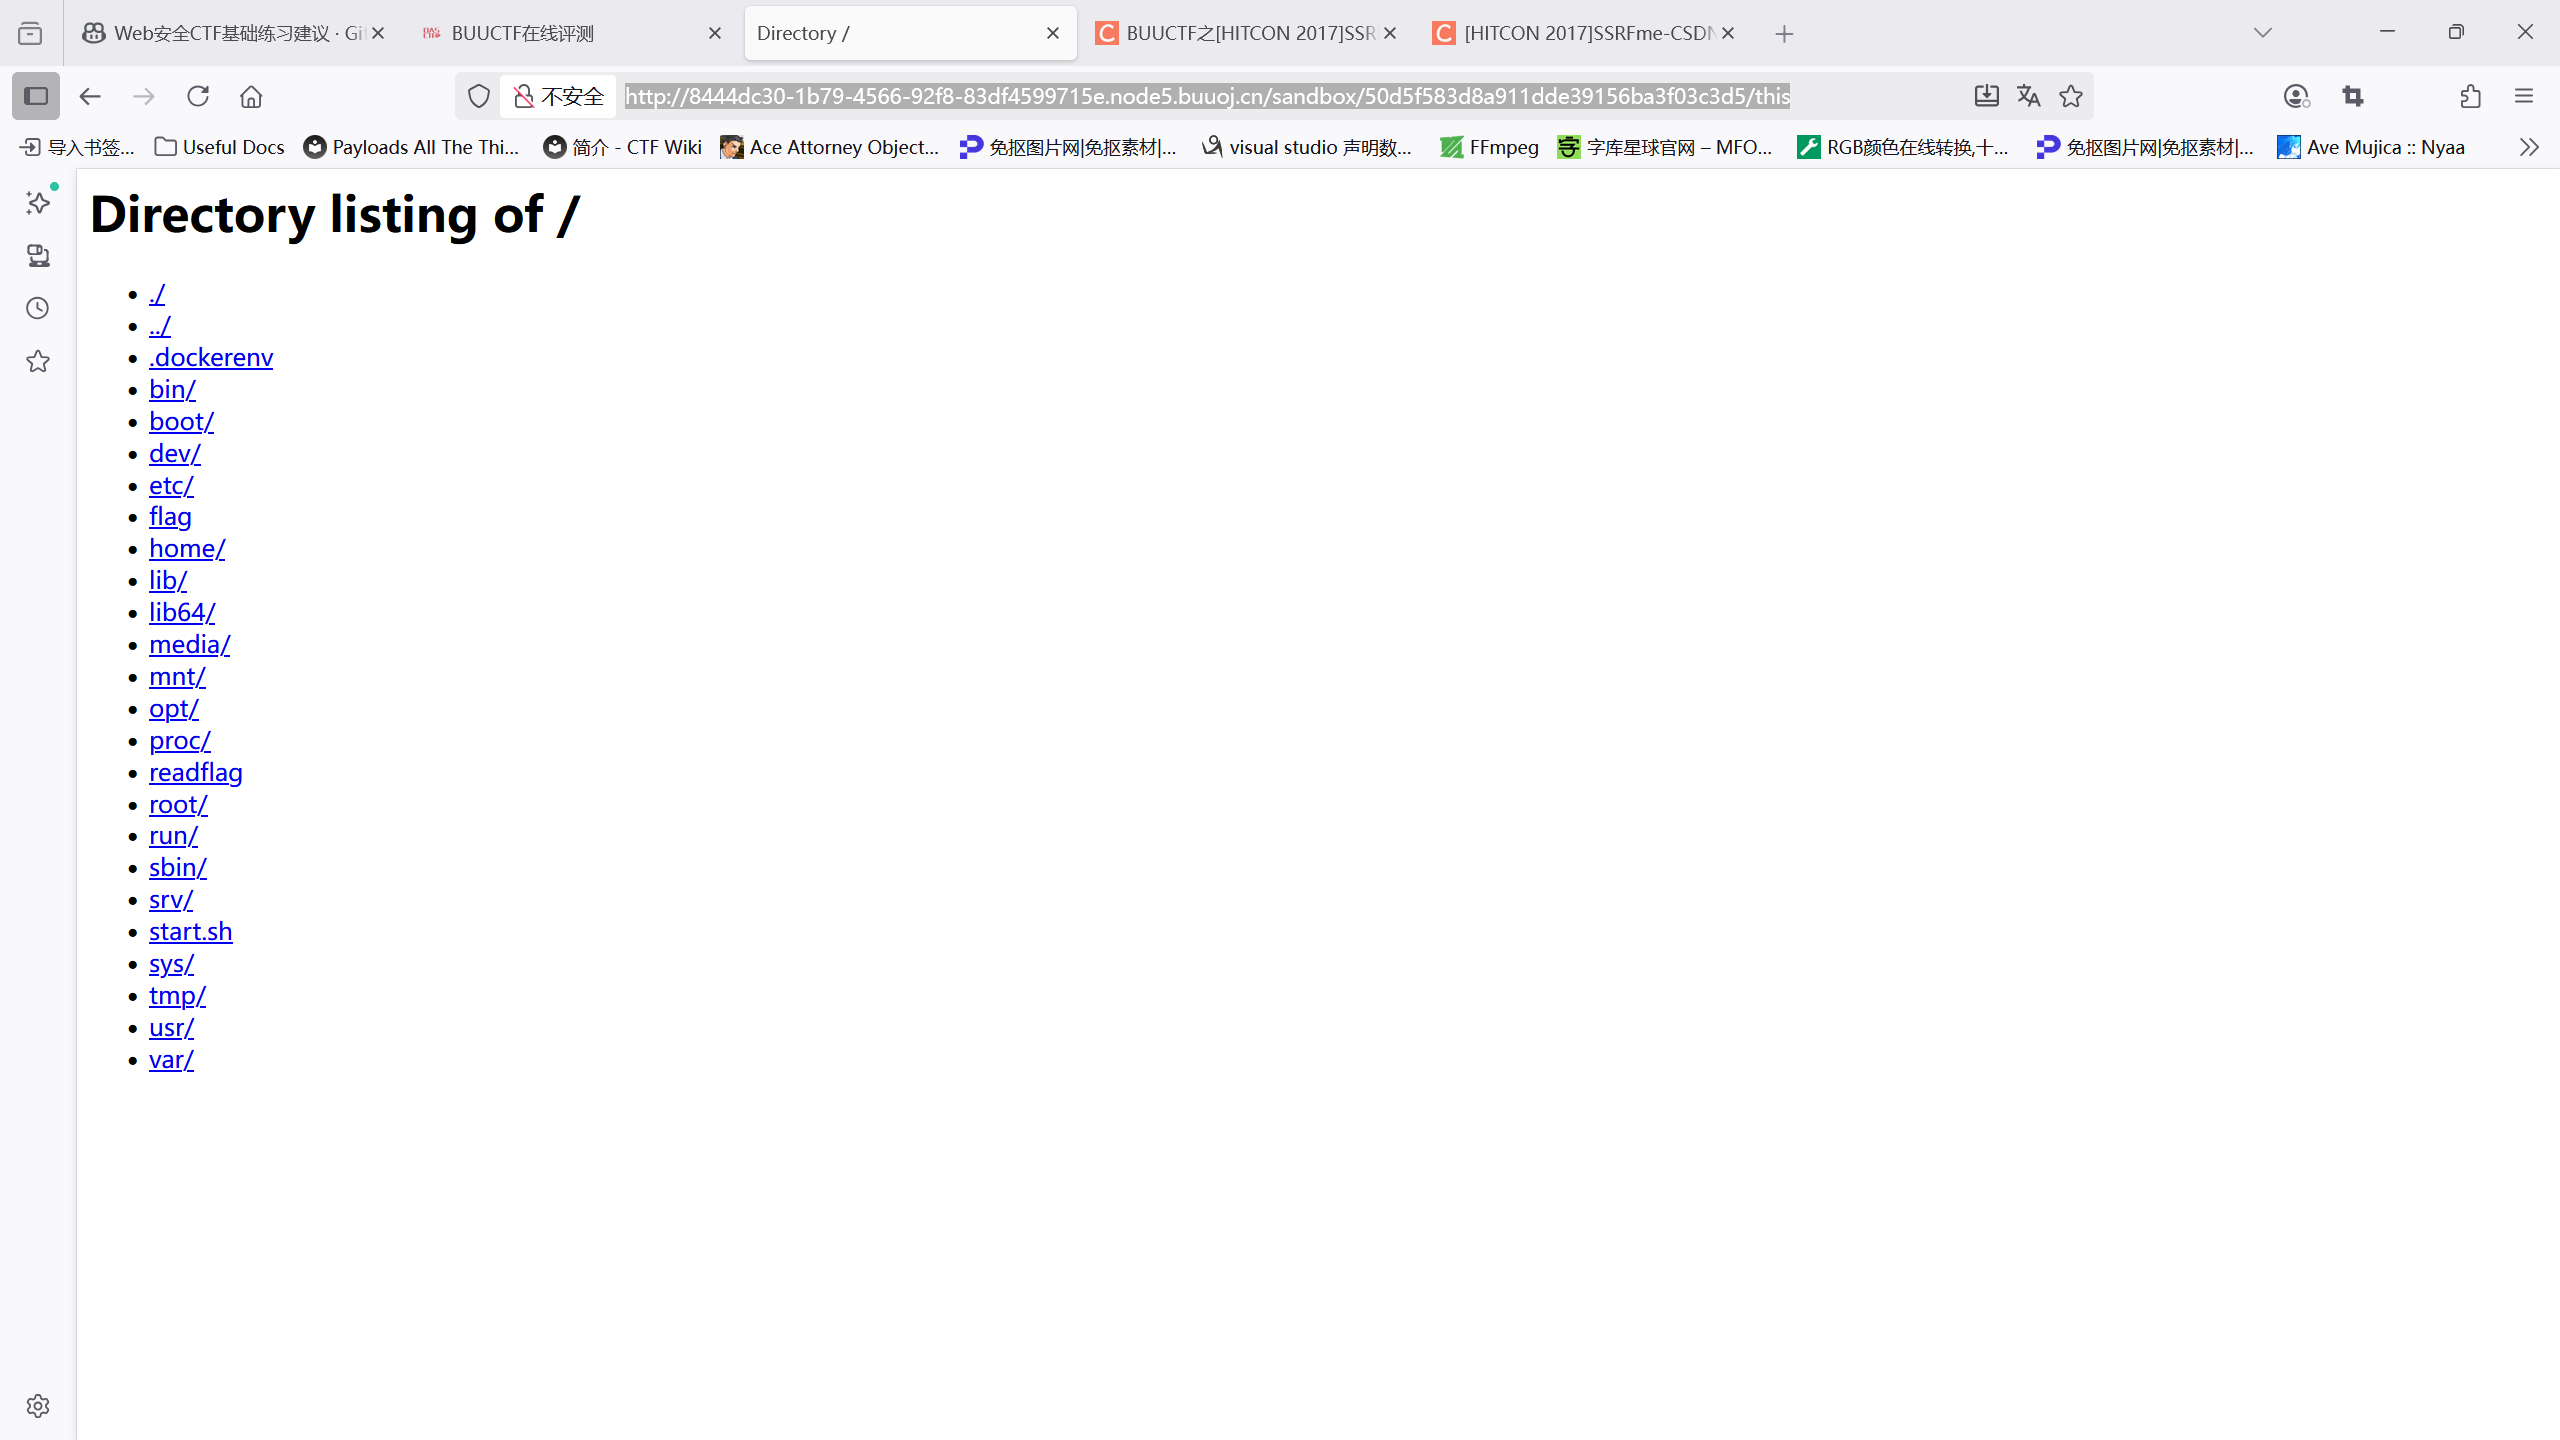 Web安全CTF基础练习建议 · Gi
BUUCTF在线评测
Directory /
BUUCTF之[HITCON 2017]SSR
[HITCON 2017]SSRFme-CSDN
不安全
http://8444dc30-1b79-4566-92f8-83df4599715e.node5.buuoj.cn/sandbox/50d5f583d8a911dde39156ba3f03c3d5/this
导入书签...
Useful Docs
Payloads All The Thi...
简介 - CTF Wiki
Ace Attorney Object...
免抠图片网|免抠素材|...
visual studio 声明数...
FFmpeg
字库星球官网 – MFO...
RGB颜色在线转换,十...
免抠图片网|免抠素材|...
Ave Mujica :: Nyaa
Directory listing of /
./
../
.dockerenv
bin/
boot/
dev/
etc/
flag
home/
lib/
lib64/
media/
mnt/
opt/
proc/
readflag
root/
run/
sbin/
srv/
start.sh
sys/
tmp/
usr/
var/